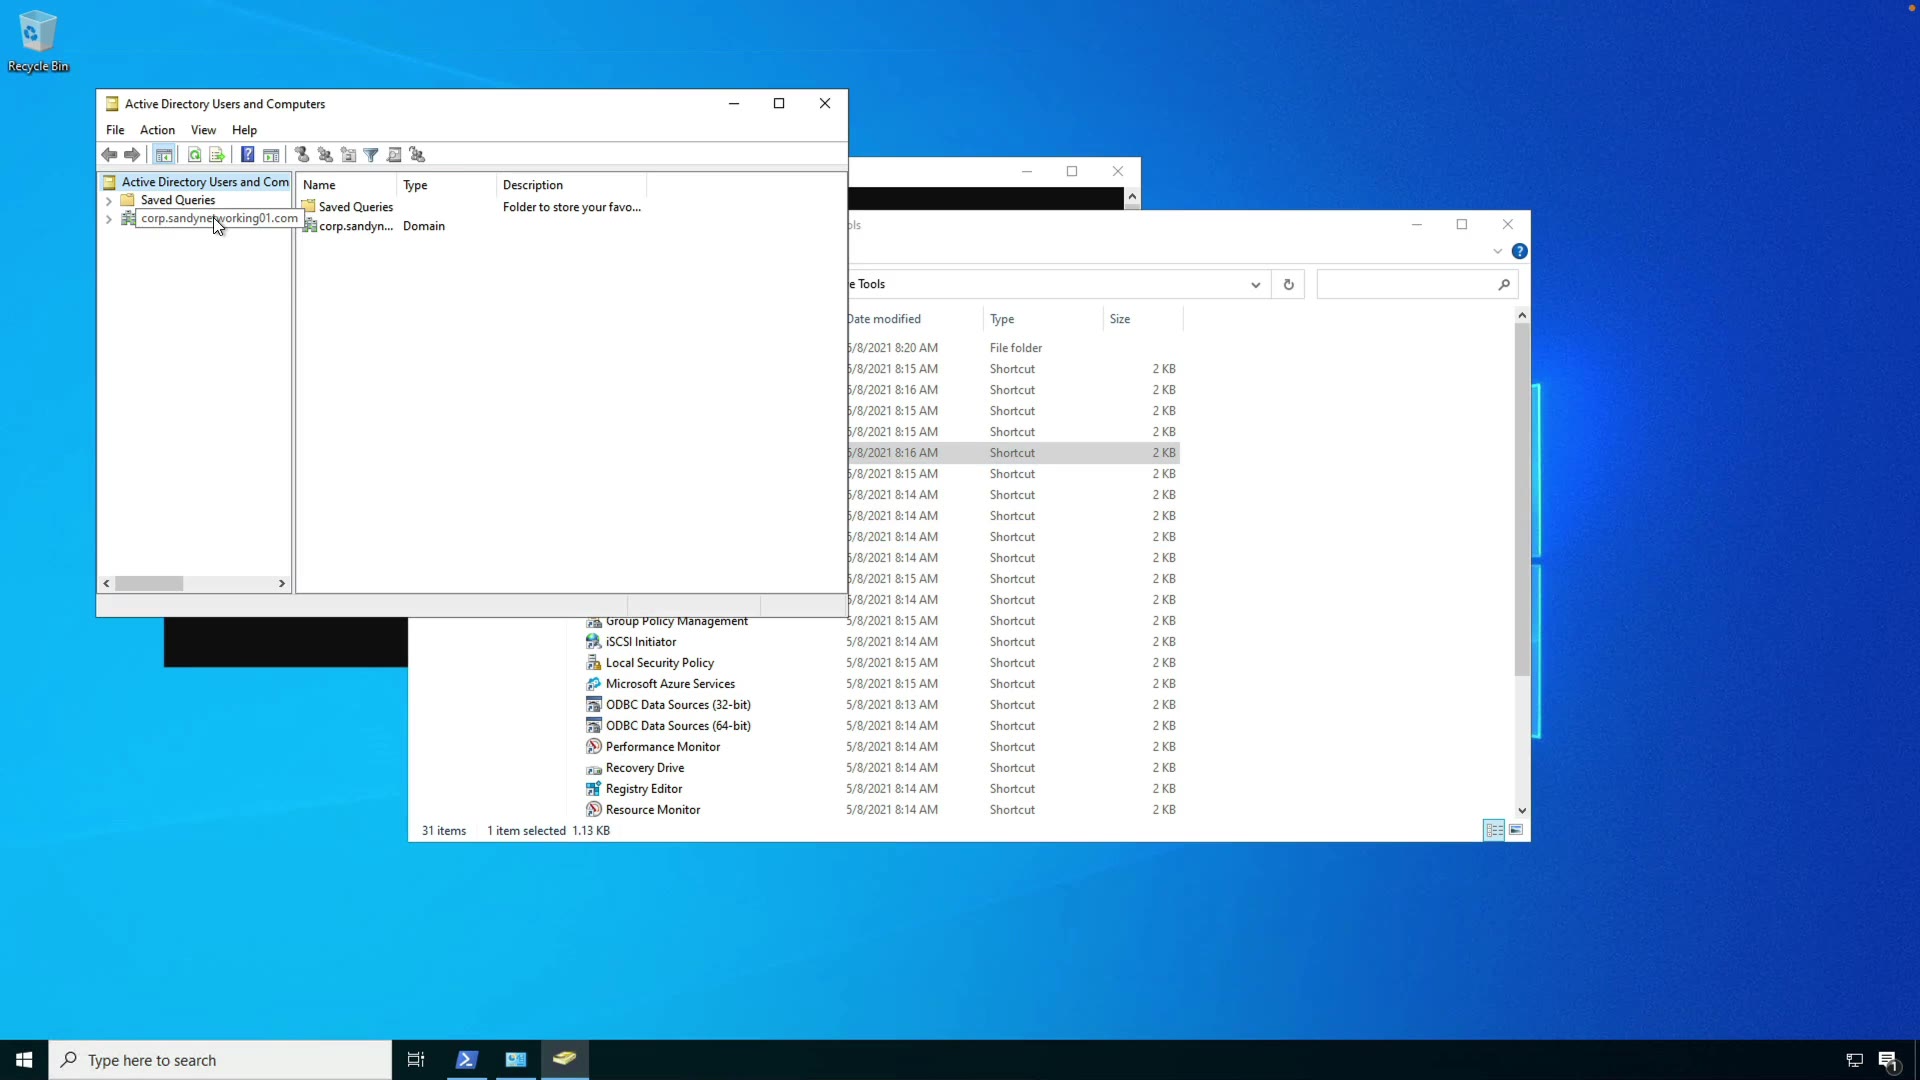 Recycle Bin
Active Directory Users and Computers
File Action View Help
Active Directory Users and Com
Saved Queries
corp.sandynetworking01.com
Name Type Description
Saved Queries Folder to store your favo...
corp.sandyn... Domain
e Tools
Date modified Type Size
5/8/2021 8:20 AM File folder
5/8/2021 8:15 AM Shortcut 2 KB
5/8/2021 8:16 AM Shortcut 2 KB
5/8/2021 8:15 AM Shortcut 2 KB
5/8/2021 8:15 AM Shortcut 2 KB
5/8/2021 8:16 AM Shortcut 2 KB
5/8/2021 8:15 AM Shortcut 2 KB
5/8/2021 8:14 AM Shortcut 2 KB
5/8/2021 8:14 AM Shortcut 2 KB
5/8/2021 8:14 AM Shortcut 2 KB
5/8/2021 8:14 AM Shortcut 2 KB
5/8/2021 8:15 AM Shortcut 2 KB
5/8/2021 8:14 AM Shortcut 2 KB
Group Policy Management 5/8/2021 8:15 AM Shortcut 2 KB
iSCSI Initiator 5/8/2021 8:14 AM Shortcut 2 KB
Local Security Policy 5/8/2021 8:15 AM Shortcut 2 KB
Microsoft Azure Services 5/8/2021 8:15 AM Shortcut 2 KB
ODBC Data Sources (32-bit) 5/8/2021 8:13 AM Shortcut 2 KB
ODBC Data Sources (64-bit) 5/8/2021 8:14 AM Shortcut 2 KB
Performance Monitor 5/8/2021 8:14 AM Shortcut 2 KB
Recovery Drive 5/8/2021 8:14 AM Shortcut 2 KB
Registry Editor 5/8/2021 8:14 AM Shortcut 2 KB
Resource Monitor 5/8/2021 8:14 AM Shortcut 2 KB
31 items 1 item selected 1.13 KB
Type here to search
1